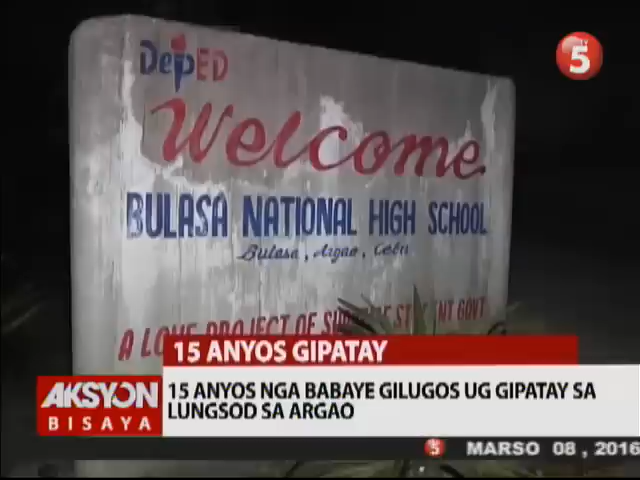 DepED
5
Welcome
BULASA NATIONAL HIGH SCHOOL
Bulasa, Argao, Cebu
A LOVE PROJECT OF GOVT
15 ANYOS GIPATAY
15 ANYOS NGA BABAYE GILUGOS UG GIPATAY SA
LUNGSOD SA ARGAO
AKSYON
BISAYA
5 MARSO 08 , 2016